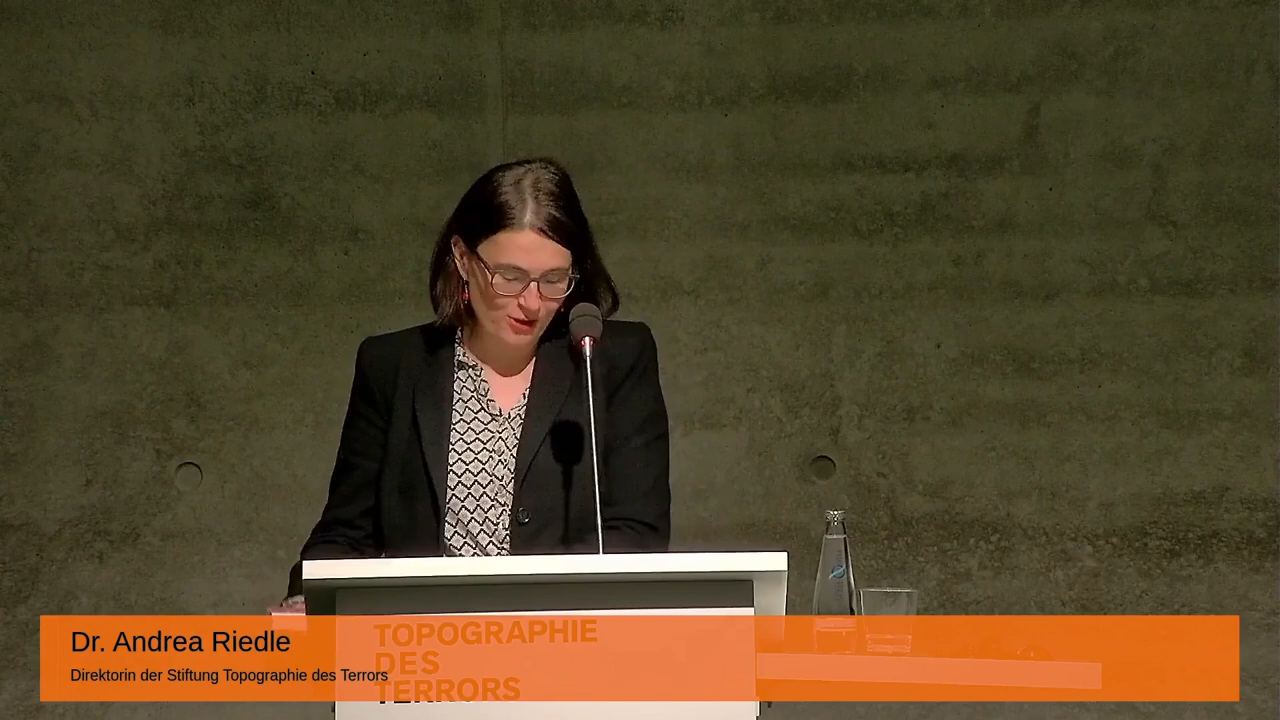 TOPOGRAPHIE
DES
TERRORS
Dr. Andrea Riedle
Direktorin der Stiftung Topographie des Terrors